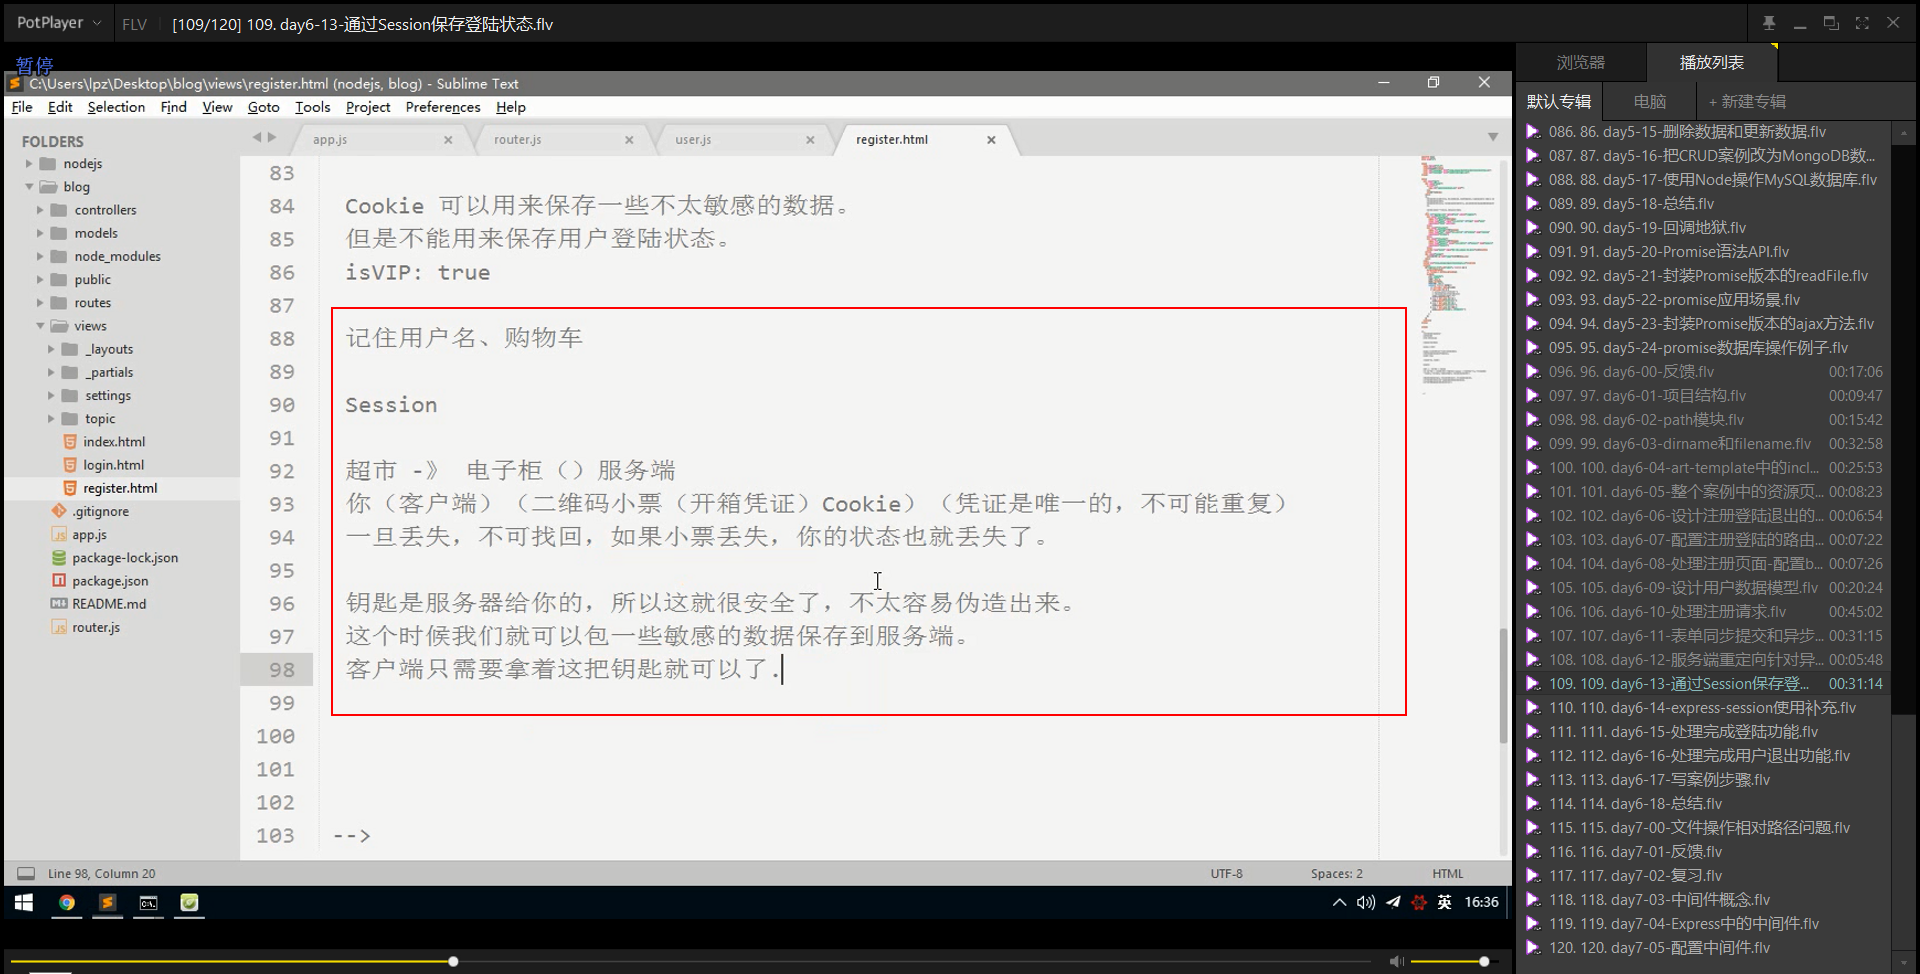 PotPlayer
FLV
[109/120] 109. day6-13-通过Session保存登陆状态.flv
暂停
C:\Users\lpz\Desktop\blog\views\register.html (nodejs, blog) - Sublime Text
File Edit Selection Find View Goto Tools Project Preferences Help
FOLDERS
nodejs
blog
controllers
models
node_modules
public
routes
views
_layouts
_partials
settings
topic
index.html
login.html
register.html
.gitignore
app.js
package-lock.json
package.json
README.md
router.js
app.js
router.js
user.js
register.html
83
84 Cookie 可以用来保存一些不太敏感的数据。
85 但是不能用来保存用户登陆状态。
86 isVIP: true
87
88 记住用户名、购物车
89
90 Session
91
92 超市 -》 电子柜（）服务端
93 你（客户端）（二维码小票（开箱凭证）Cookie）（凭证是唯一的，不可能重复）
94 一旦丢失，不可找回，如果小票丢失，你的状态也就丢失了。
95
96 钥匙是服务器给你的，所以这就很安全了，不太容易伪造出来。
97 这个时候我们就可以包一些敏感的数据保存到服务端。
98 客户端只需要拿着这把钥匙就可以了.
99
100
101
102
103 -->
Line 98, Column 20
UTF-8
Spaces: 2
HTML
英
16:36
浏览器
播放列表
默认专辑
电脑
+ 新建专辑
086. 86. day5-15-删除数据和更新数据.flv
087. 87. day5-16-把CRUD案例改为MongoDB数...
088. 88. day5-17-使用Node操作MySQL数据库.flv
089. 89. day5-18-总结.flv
090. 90. day5-19-回调地狱.flv
091. 91. day5-20-Promise语法API.flv
092. 92. day5-21-封装Promise版本的readFile.flv
093. 93. day5-22-promise应用场景.flv
094. 94. day5-23-封装Promise版本的ajax方法.flv
095. 95. day5-24-promise数据库操作例子.flv
096. 96. day6-00-反馈.flv 00:17:06
097. 97. day6-01-项目结构.flv 00:09:47
098. 98. day6-02-path模块.flv 00:15:42
099. 99. day6-03-dirname和filename.flv 00:32:58
100. 100. day6-04-art-template中的incl... 00:25:53
101. 101. day6-05-整个案例中的资源页... 00:08:23
102. 102. day6-06-设计注册登陆退出的... 00:06:54
103. 103. day6-07-配置注册登陆的路由... 00:07:22
104. 104. day6-08-处理注册页面-配置b... 00:07:26
105. 105. day6-09-设计用户数据模型.flv 00:20:24
106. 106. day6-10-处理注册请求.flv 00:45:02
107. 107. day6-11-表单同步提交和异步... 00:31:15
108. 108. day6-12-服务端重定向针对异... 00:05:48
109. 109. day6-13-通过Session保存登... 00:31:14
110. 110. day6-14-express-session使用补充.flv
111. 111. day6-15-处理完成登陆功能.flv
112. 112. day6-16-处理完成用户退出功能.flv
113. 113. day6-17-写案例步骤.flv
114. 114. day6-18-总结.flv
115. 115. day7-00-文件操作相对路径问题.flv
116. 116. day7-01-反馈.flv
117. 117. day7-02-复习.flv
118. 118. day7-03-中间件概念.flv
119. 119. day7-04-Express中的中间件.flv
120. 120. day7-05-配置中间件.flv